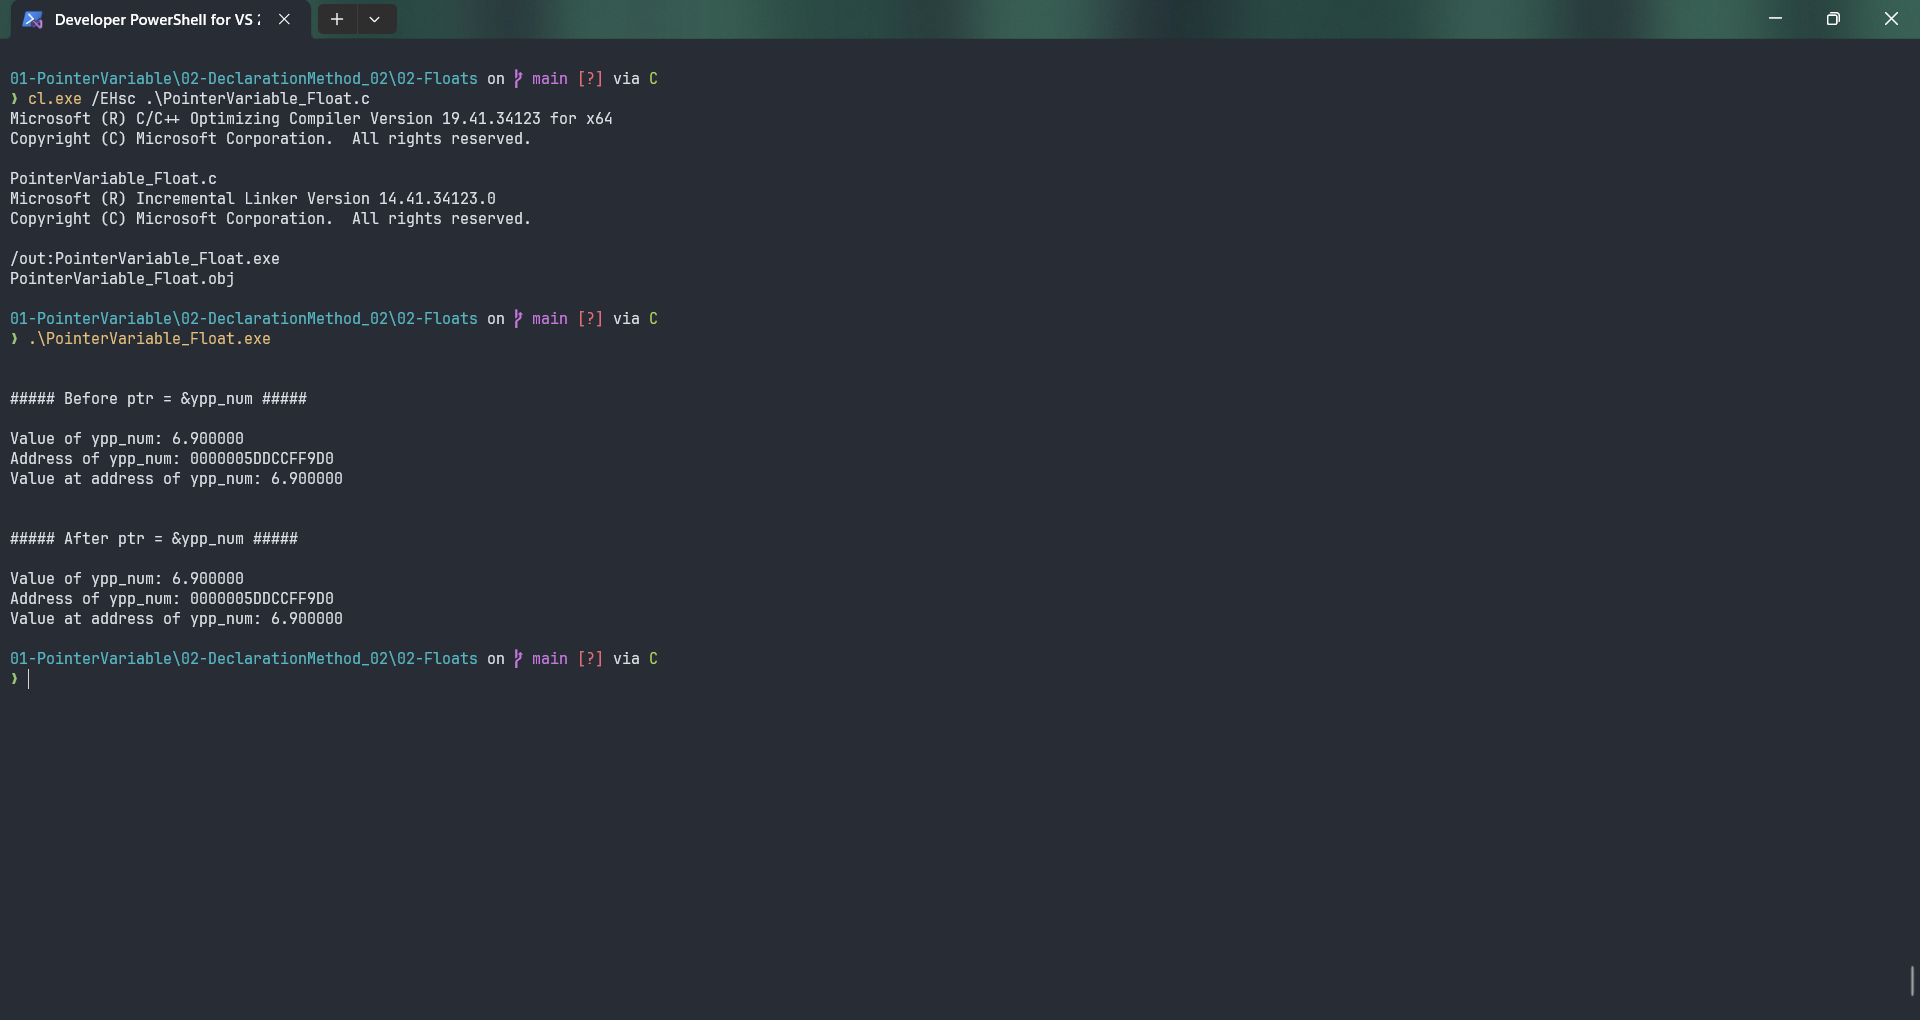 Developer PowerShell for VS 2
01-PointerVariable\02-DeclarationMethod_02\02-Floats on main [?] via C
❯ cl.exe /EHsc .\PointerVariable_Float.c
Microsoft (R) C/C++ Optimizing Compiler Version 19.41.34123 for x64
Copyright (C) Microsoft Corporation.  All rights reserved.
PointerVariable_Float.c
Microsoft (R) Incremental Linker Version 14.41.34123.0
Copyright (C) Microsoft Corporation.  All rights reserved.
/out:PointerVariable_Float.exe
PointerVariable_Float.obj
01-PointerVariable\02-DeclarationMethod_02\02-Floats on main [?] via C
❯ .\PointerVariable_Float.exe
##### Before ptr = &ypp_num #####
Value of ypp_num: 6.900000
Address of ypp_num: 0000005DDCCFF9D0
Value at address of ypp_num: 6.900000
##### After ptr = &ypp_num #####
Value of ypp_num: 6.900000
Address of ypp_num: 0000005DDCCFF9D0
Value at address of ypp_num: 6.900000
01-PointerVariable\02-DeclarationMethod_02\02-Floats on main [?] via C
❯